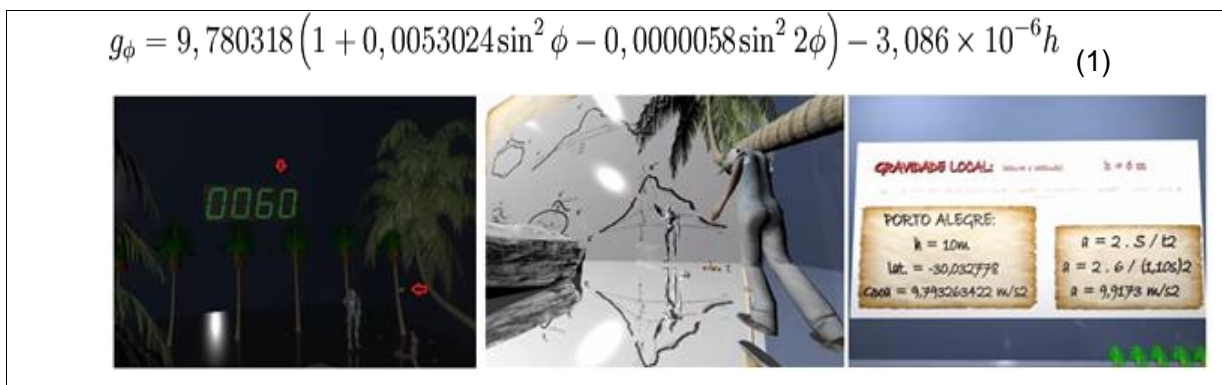 g_ϕ = 9,780318 (1 + 0,0053024 sin² ϕ − 0,0000058 sin² 2ϕ) − 3,086 × 10⁻⁶h (1)
0060
GRAVIDADE LOCAL: h = 6 m
PORTO ALEGRE:
h = 10m
lat. = -30,032778
= 9,793263422 m/s2
a = 2 . S / t2
a = 2 . 6 / (1,10s)2
a = 9,9173 m/s2